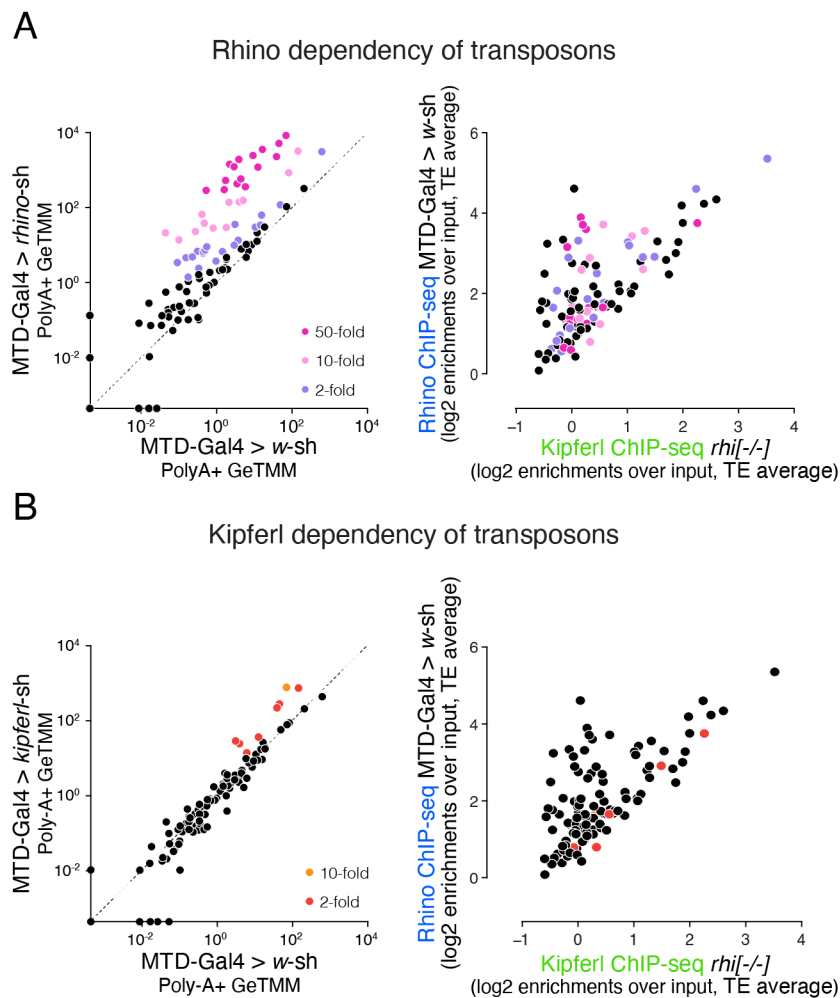 A
Rhino dependency of transposons
MTD-Gal4 > rhino-sh
PolyA+ GeTMM
10^4
10^2
10^0
10^-2
50-fold
10-fold
2-fold
10^-2
10^0
10^2
10^4
MTD-Gal4 > w-sh
PolyA+ GeTMM
Rhino ChIP-seq MTD-Gal4 > w-sh
(log2 enrichments over input, TE average)
6
4
2
0
−1
0
1
2
3
4
Kipferl ChIP-seq rhi[-/-]
(log2 enrichments over input, TE average)
B
Kipferl dependency of transposons
MTD-Gal4 > kipferl-sh
Poly-A+ GeTMM
10^4
10^2
10^0
10^-2
10-fold
2-fold
10^-2
10^0
10^2
10^4
MTD-Gal4 > w-sh
Poly-A+ GeTMM
Rhino ChIP-seq MTD-Gal4 > w-sh
(log2 enrichments over input, TE average)
6
4
2
0
−1
0
1
2
3
4
Kipferl ChIP-seq rhi[-/-]
(log2 enrichments over input, TE average)